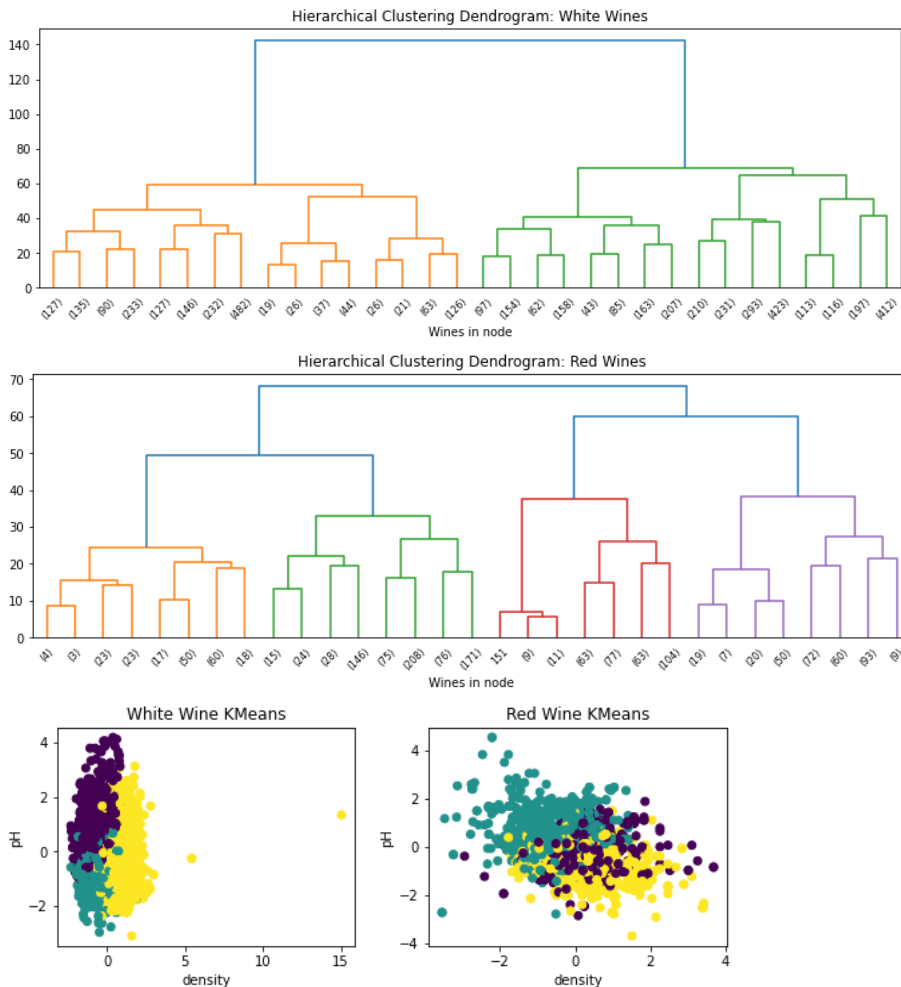 Hierarchical Clustering Dendrogram: White Wines
140
120
100
80
60
40
20
0
(127) (135) (90) (233) (127) (146) (232) (482) (19) (26) (37) (44) (26) (21) (63) (126) (97) (154) (62) (158) (43) (85) (163) (207) (210) (231) (293) (423) (113) (116) (197) (412)
Wines in node
Hierarchical Clustering Dendrogram: Red Wines
70
60
50
40
30
20
10
0
(4) (3) (23) (23) (17) (50) (60) (18) (15) (24) (28) (146) (75) (208) (76) (171) 151 (9) (11) (63) (77) (63) (104) (19) (7) (20) (50) (72) (60) (93)
Wines in node
White Wine KMeans
4
2
0
−2
pH
0 5 10 15
density
Red Wine KMeans
4
2
0
−2
−4
pH
−2 0 2 4
density